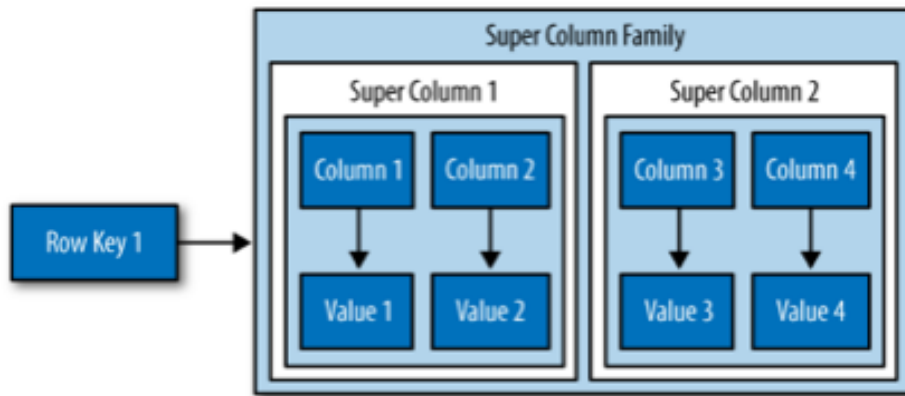 Super Column Family
Super Column 1
Super Column 2
Column 1
Column 2
Column 3
Column 4
Row Key 1
Value 1
Value 2
Value 3
Value 4